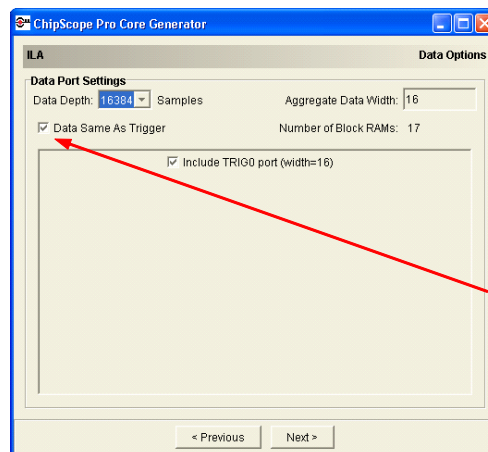 ChipScope Pro Core Generator
ILA Data Options
Data Port Settings
Data Depth: 16384 Samples Aggregate Data Width: 16
Data Same As Trigger Number of Block RAMs: 17
Include TRIG0 port (width=16)
< Previous Next >